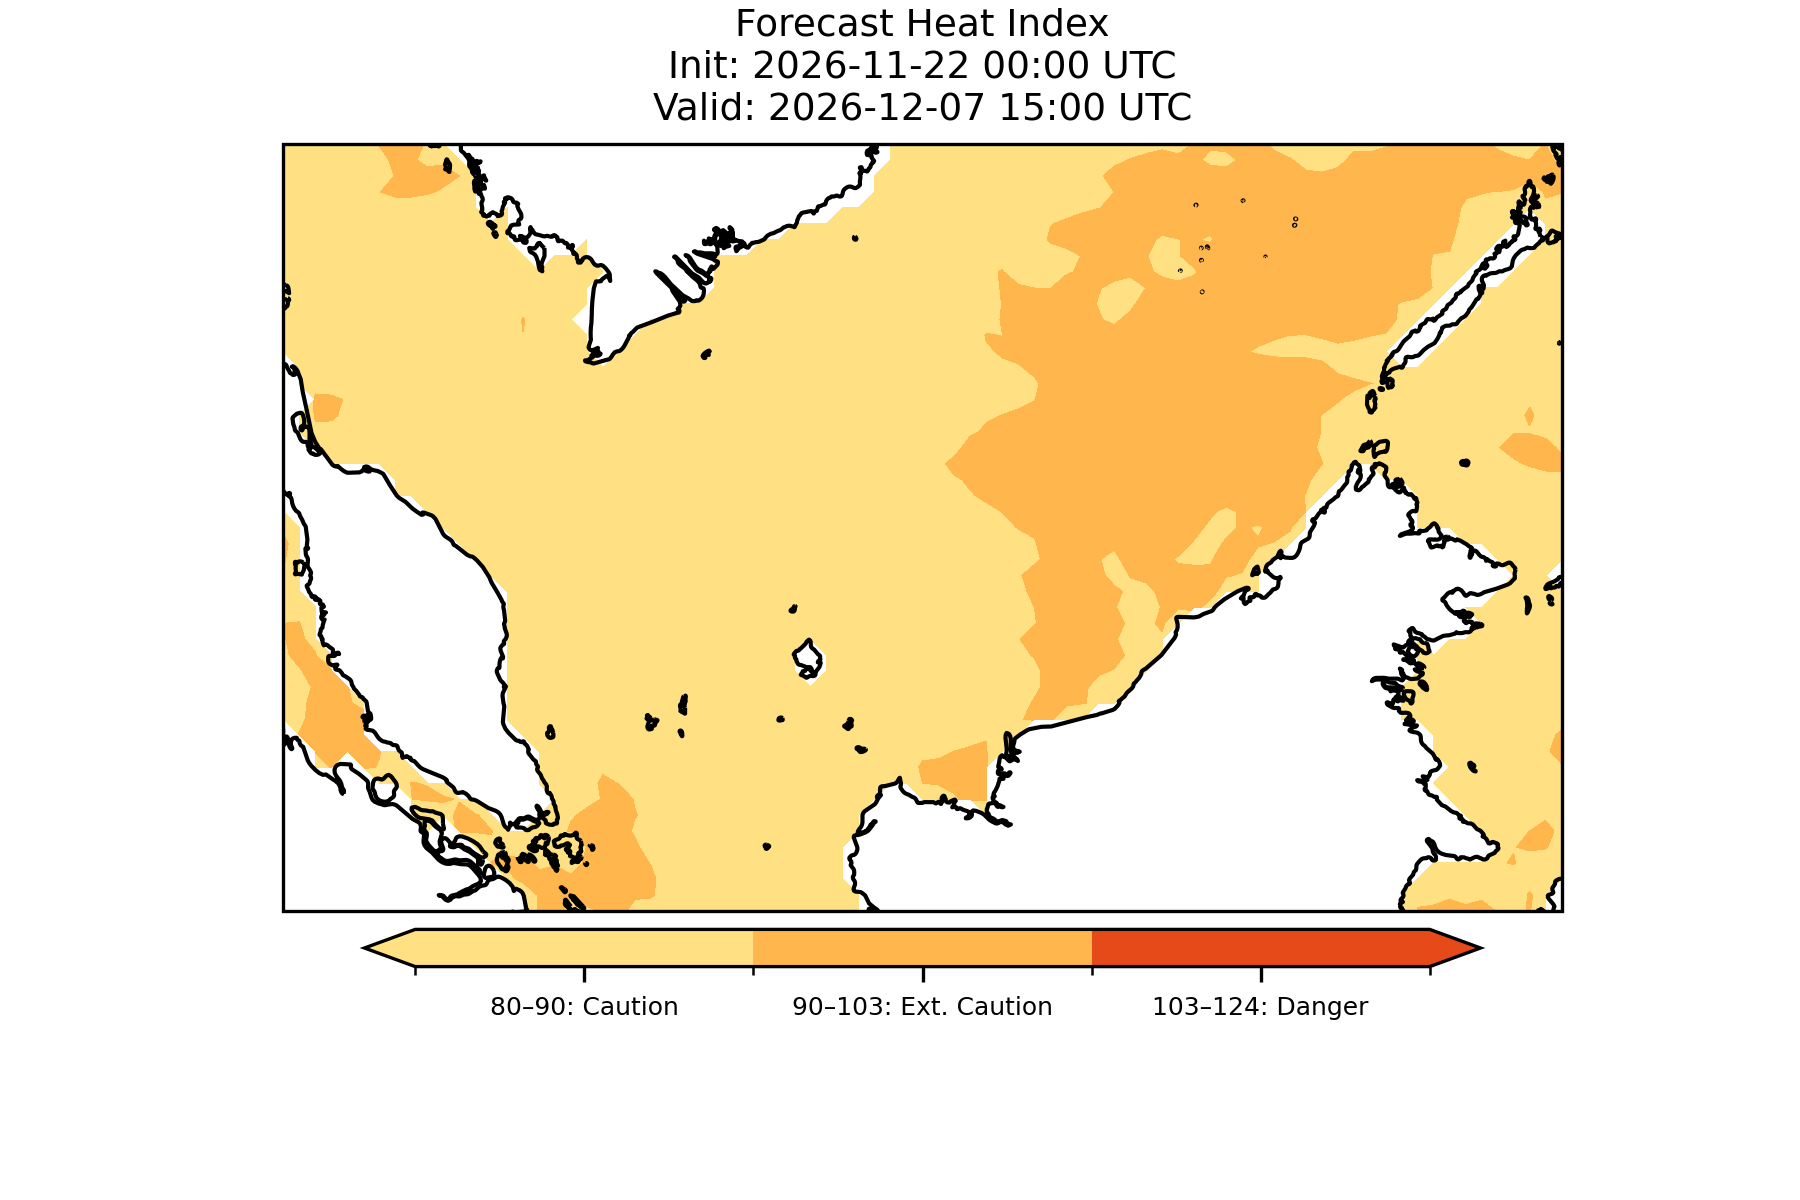 Forecast Heat Index
Init: 2026-11-22 00:00 UTC
Valid: 2026-12-07 15:00 UTC
80–90: Caution
90–103: Ext. Caution
103–124: Danger